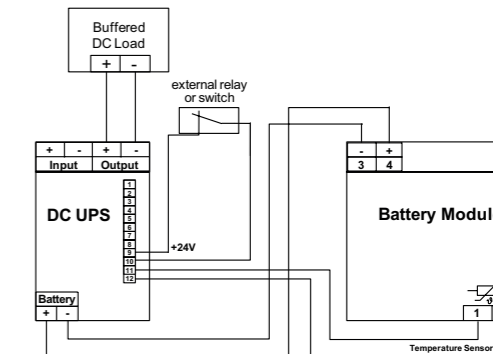 Buffered
DC Load
+ -
external relay
or switch
+ - + -
Input Output
- +
3 4
1
2
3
4
5
6
7
8
9
10
11
12
DC UPS
+24V
Battery Modul
Battery
+ -
ϑ
1
Temperature Sensor